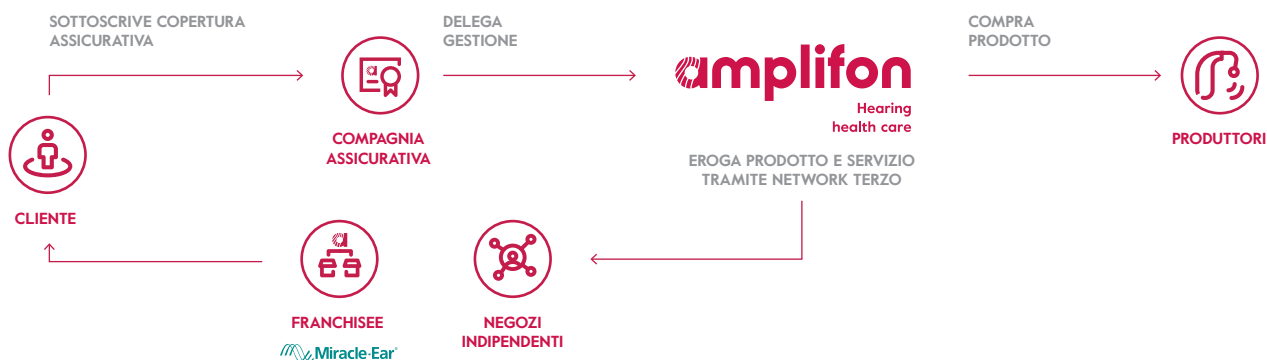 SOTTOSCRIVE COPERTURA
ASSICURATIVA
DELEGA
GESTIONE
COMPRA
PRODOTTO
amplifon
Hearing
health care
COMPAGNIA
ASSICURATIVA
PRODUTTORI
EROGA PRODOTTO E SERVIZIO
TRAMITE NETWORK TERZO
CLIENTE
FRANCHISEE
NEGOZI
INDIPENDENTI
Miracle-Ear®